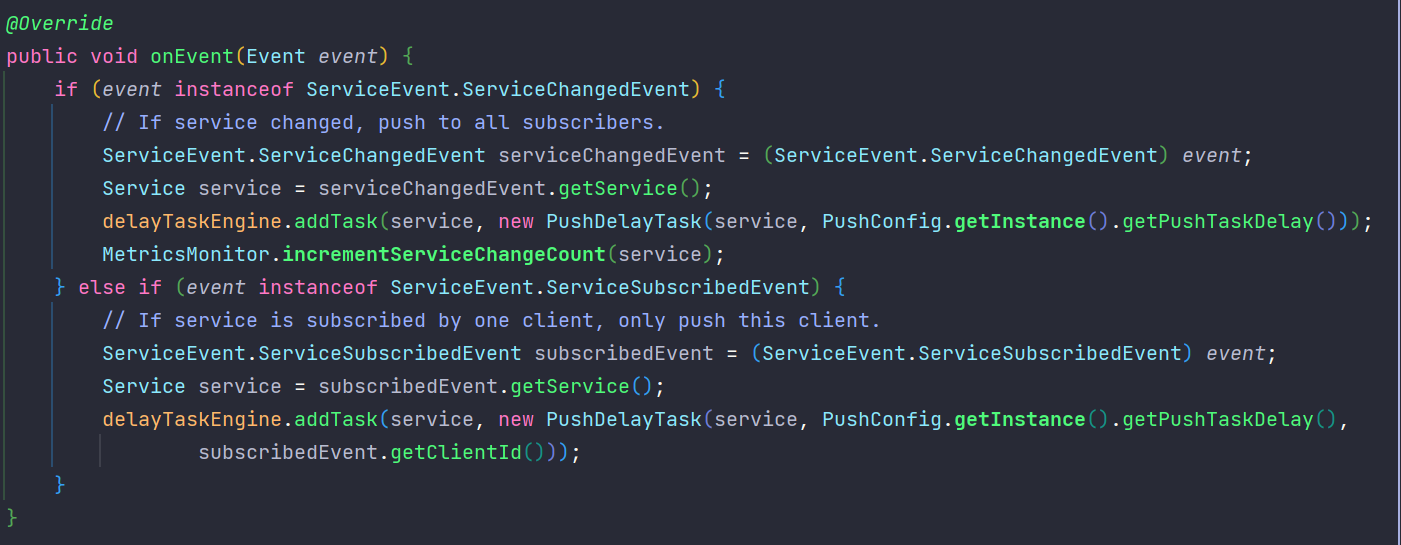 @Override
public void onEvent(Event event) {
    if (event instanceof ServiceEvent.ServiceChangedEvent) {
        // If service changed, push to all subscribers.
        ServiceEvent.ServiceChangedEvent serviceChangedEvent = (ServiceEvent.ServiceChangedEvent) event;
        Service service = serviceChangedEvent.getService();
        delayTaskEngine.addTask(service, new PushDelayTask(service, PushConfig.getInstance().getPushTaskDelay()));
        MetricsMonitor.incrementServiceChangeCount(service);
    } else if (event instanceof ServiceEvent.ServiceSubscribedEvent) {
        // If service is subscribed by one client, only push this client.
        ServiceEvent.ServiceSubscribedEvent subscribedEvent = (ServiceEvent.ServiceSubscribedEvent) event;
        Service service = subscribedEvent.getService();
        delayTaskEngine.addTask(service, new PushDelayTask(service, PushConfig.getInstance().getPushTaskDelay(),
                subscribedEvent.getClientId()));
    }
}